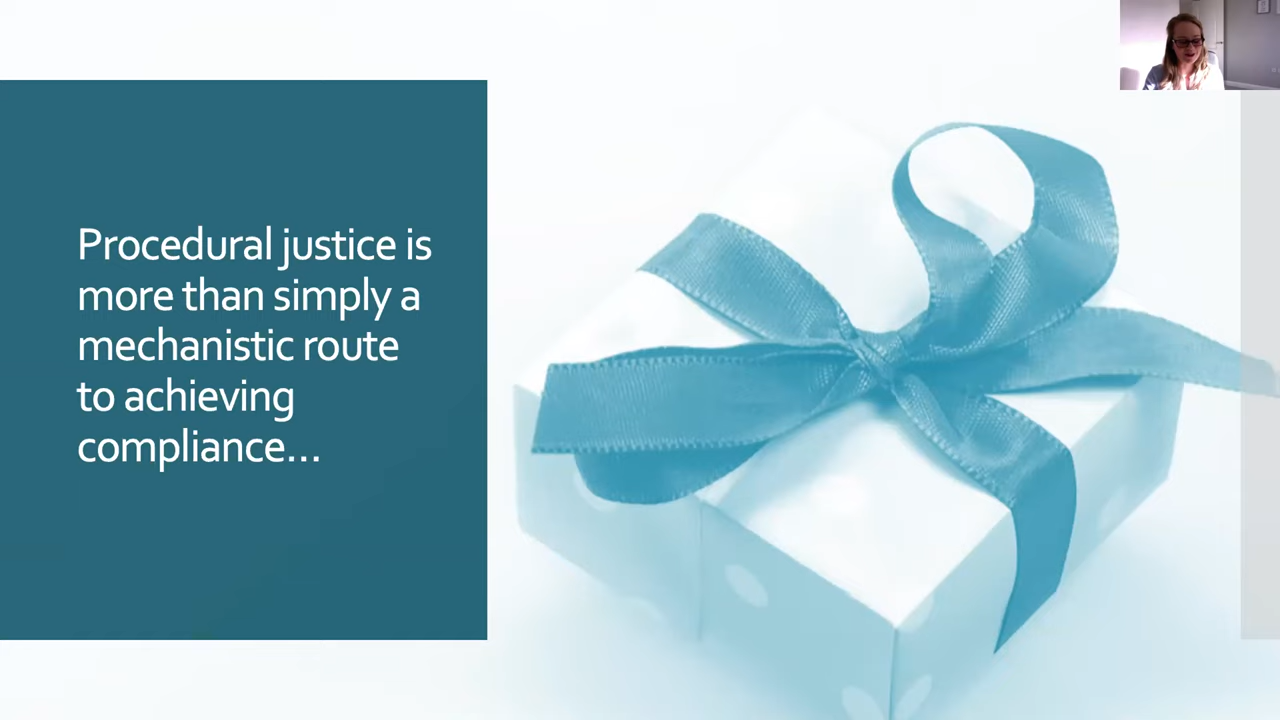 Procedural justice is
more than simply a
mechanistic route
to achieving
compliance...